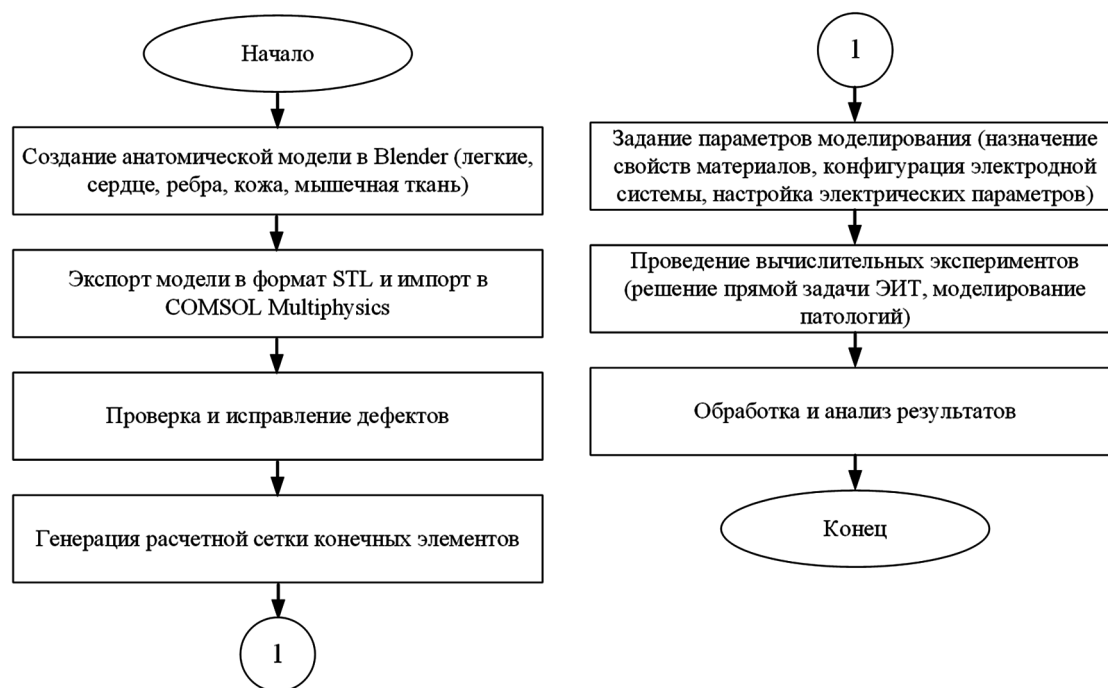 Начало
Создание анатомической модели в Blender (легкие,
сердце, ребра, кожа, мышечная ткань)
Экспорт модели в формат STL и импорт в
COMSOL Multiphysics
Проверка и исправление дефектов
Генерация расчетной сетки конечных элементов
1
1
Задание параметров моделирования (назначение
свойств материалов, конфигурация электродной
системы, настройка электрических параметров)
Проведение вычислительных экспериментов
(решение прямой задачи ЭИТ, моделирование
патологий)
Обработка и анализ результатов
Конец